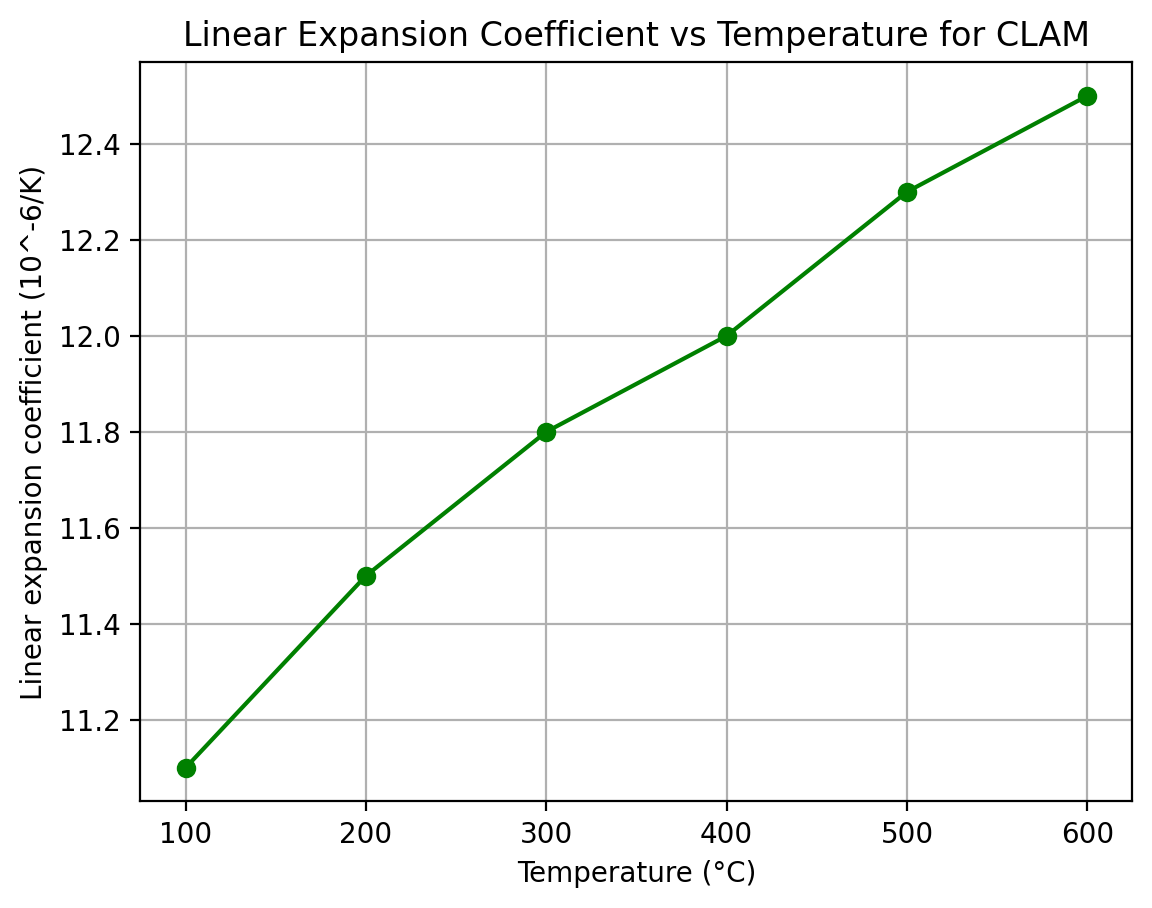 Linear Expansion Coefficient vs Temperature for CLAM
Linear expansion coefficient (10^-6/K)
12.4
12.2
12.0
11.8
11.6
11.4
11.2
100 200 300 400 500 600
Temperature (°C)